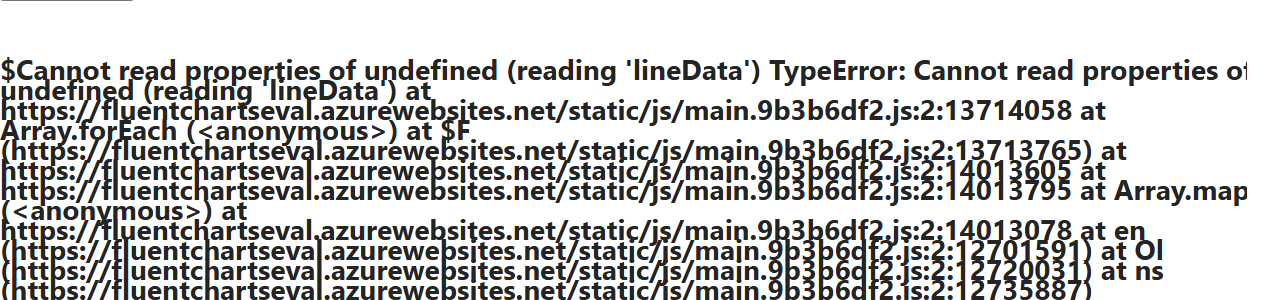 $Cannot read properties of undefined (reading 'lineData') TypeError: Cannot read properties of
undefined (reading 'lineData') at
https://fluentchartseval.azurewebsites.net/static/js/main.9b3b6df2.js:2:13714058 at
Array.forEach (<anonymous>) at $F
(https://fluentchartseval.azurewebsites.net/static/js/main.9b3b6df2.js:2:13713765) at
https://fluentchartseval.azurewebsites.net/static/js/main.9b3b6df2.js:2:14013605 at
https://fluentchartseval.azurewebsites.net/static/js/main.9b3b6df2.js:2:14013795 at Array.map
(<anonymous>) at
https://fluentchartseval.azurewebsites.net/static/js/main.9b3b6df2.js:2:14013078 at en
(https://fluentchartseval.azurewebsites.net/static/js/main.9b3b6df2.js:2:12701591) at Ol
(https://fluentchartseval.azurewebsites.net/static/js/main.9b3b6df2.js:2:12720031) at ns
(https://fluentchartseval.azurewebsites.net/static/js/main.9b3b6df2.js:2:12735887)